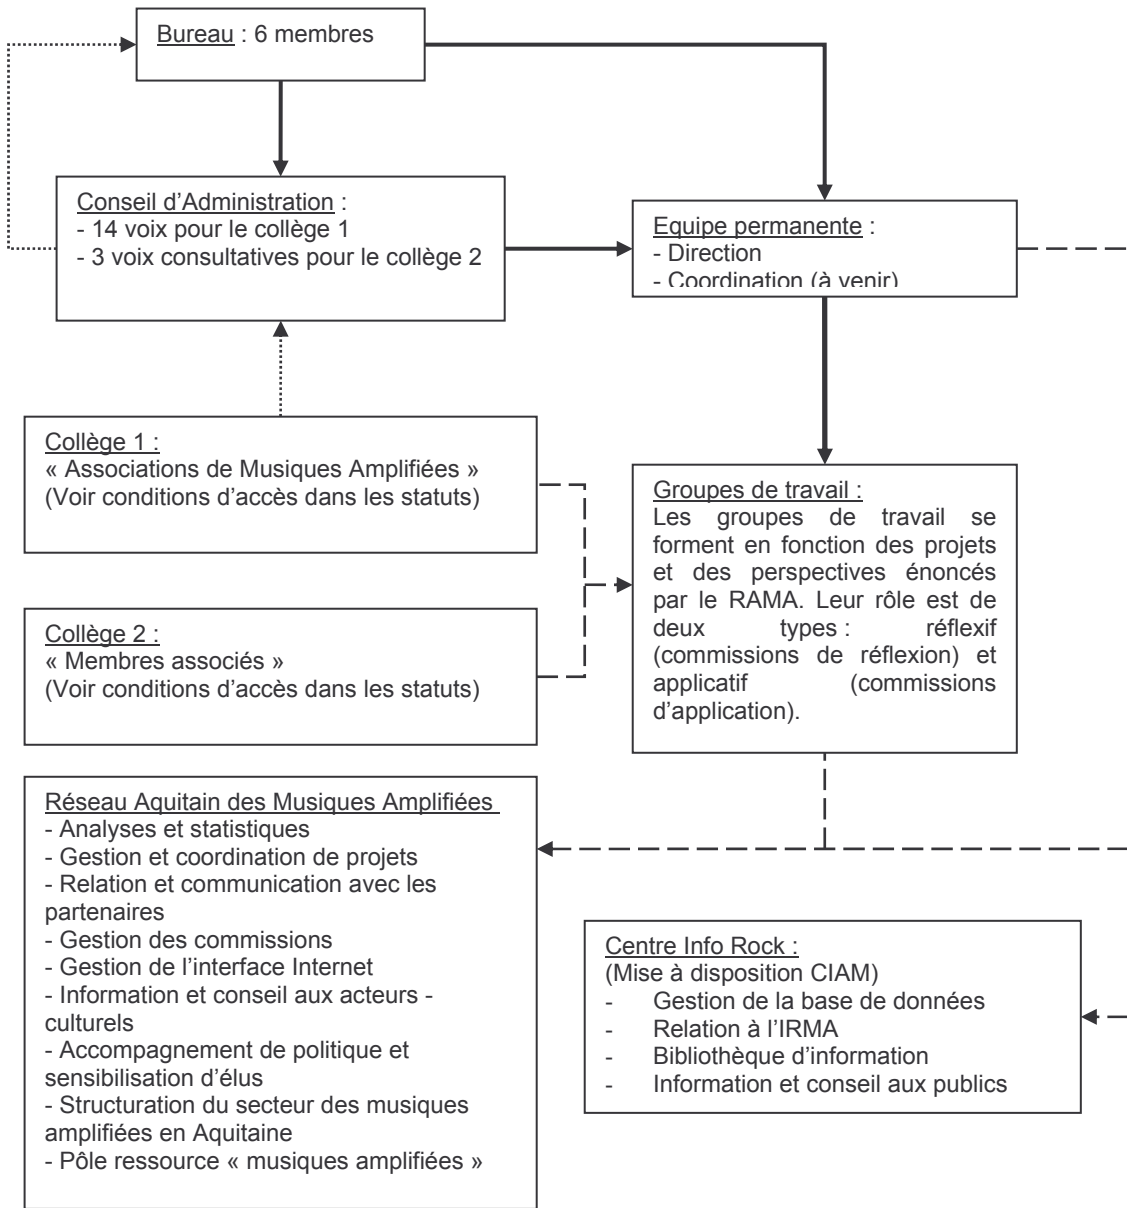 Bureau : 6 membres
Conseil d'Administration :
- 14 voix pour le collège 1
- 3 voix consultatives pour le collège 2
Equipe permanente :
- Direction
- Coordination (à venir)
Collège 1 :
« Associations de Musiques Amplifiées »
(Voir conditions d'accès dans les statuts)
Groupes de travail :
Les groupes de travail se
forment en fonction des projets
et des perspectives énoncés
par le RAMA. Leur rôle est de
deux types : réflexif
(commissions de réflexion) et
applicatif (commissions
d'application).
Collège 2 :
« Membres associés »
(Voir conditions d'accès dans les statuts)
Réseau Aquitain des Musiques Amplifiées
- Analyses et statistiques
- Gestion et coordination de projets
- Relation et communication avec les
partenaires
- Gestion des commissions
- Gestion de l'interface Internet
- Information et conseil aux acteurs -
culturels
- Accompagnement de politique et
sensibilisation d'élus
- Structuration du secteur des musiques
amplifiées en Aquitaine
- Pôle ressource « musiques amplifiées »
Centre Info Rock :
(Mise à disposition CIAM)
- Gestion de la base de données
- Relation à l'IRMA
- Bibliothèque d'information
- Information et conseil aux publics